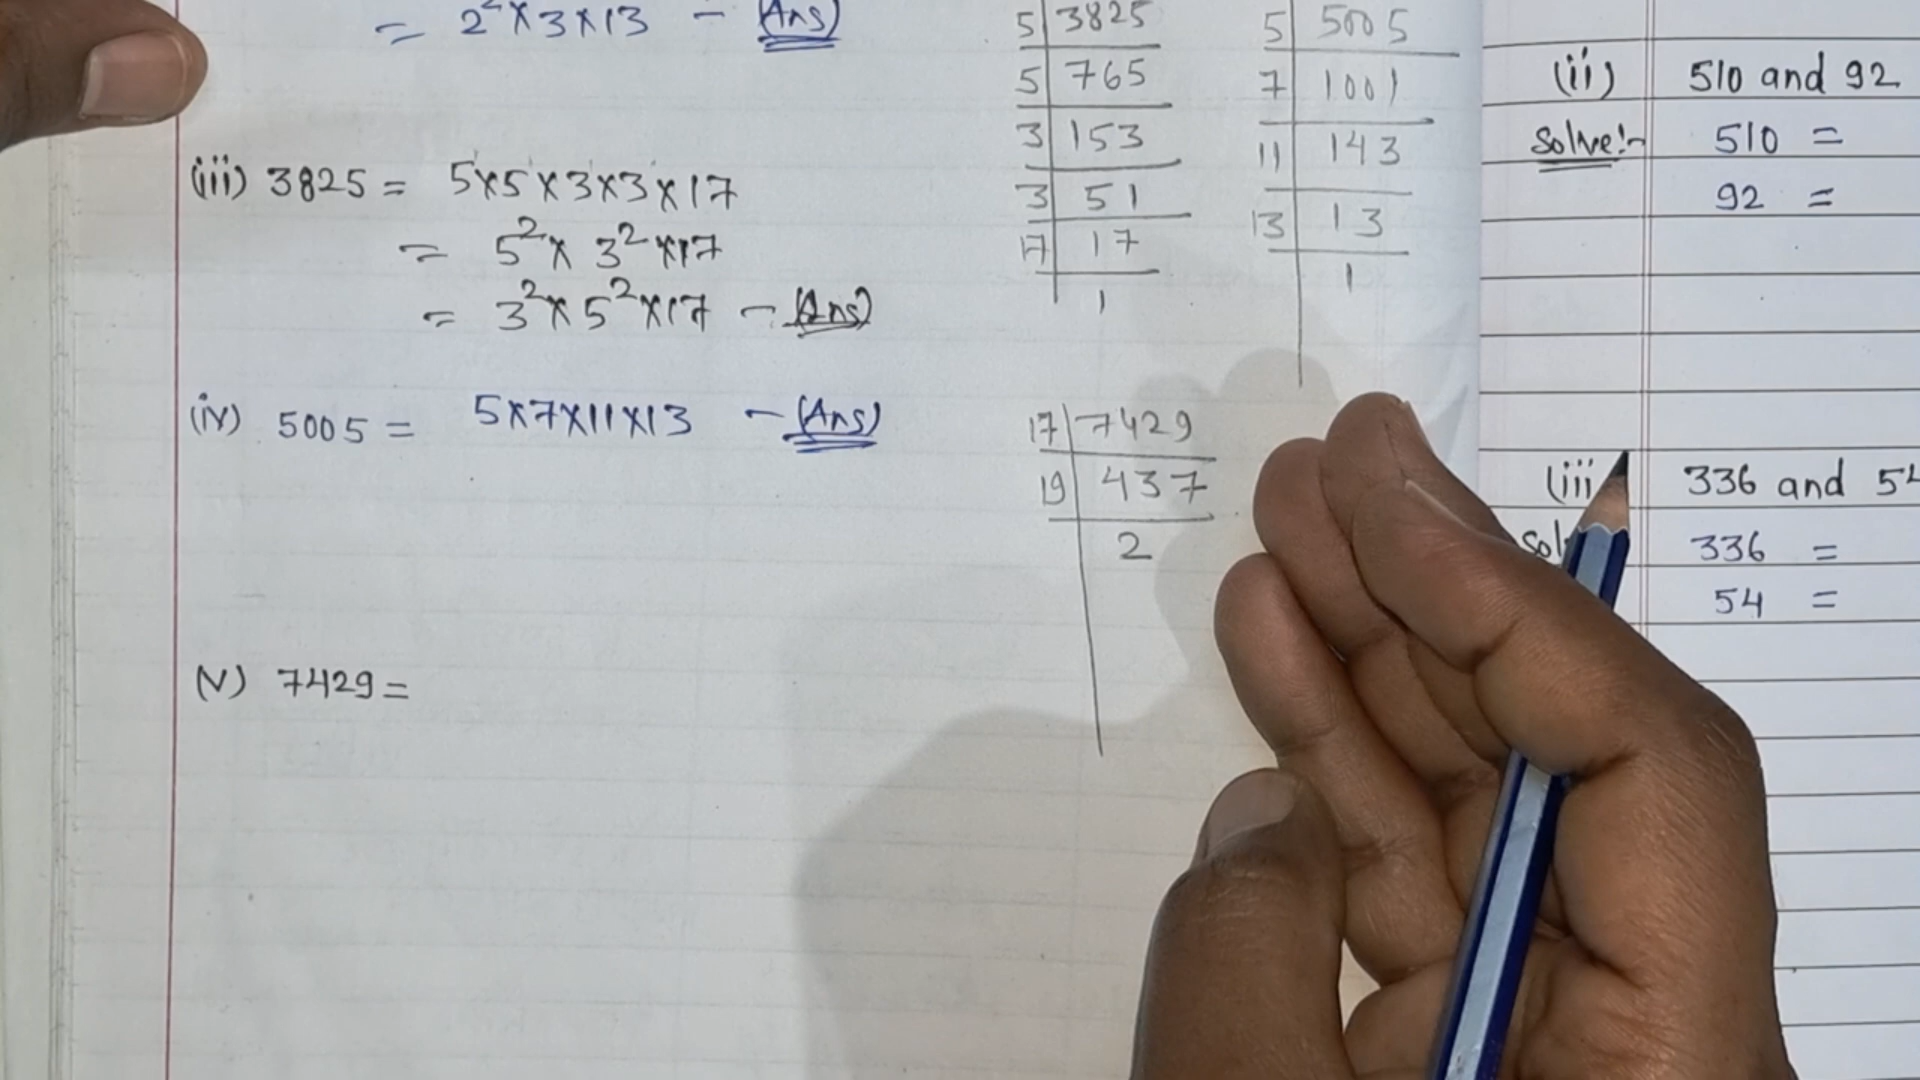 = 2² × 3 × 13 - (Ans)
(iii) 3825 = 5×5×3×3×17
= 5² × 3² × 17
= 3² × 5² × 17 - (Ans)
(iv) 5005 = 5×7×11×13 - (Ans)
(v) 7429 =
5 3825
5 765
3 153
3 51
17 17
1
5 5005
7 1001
11 143
13 13
1
17 7429
19 437
2
(ii) 510 and 92
Solve:-
510 =
92 =
(iii 336 and 54
Sol
336 =
54 =